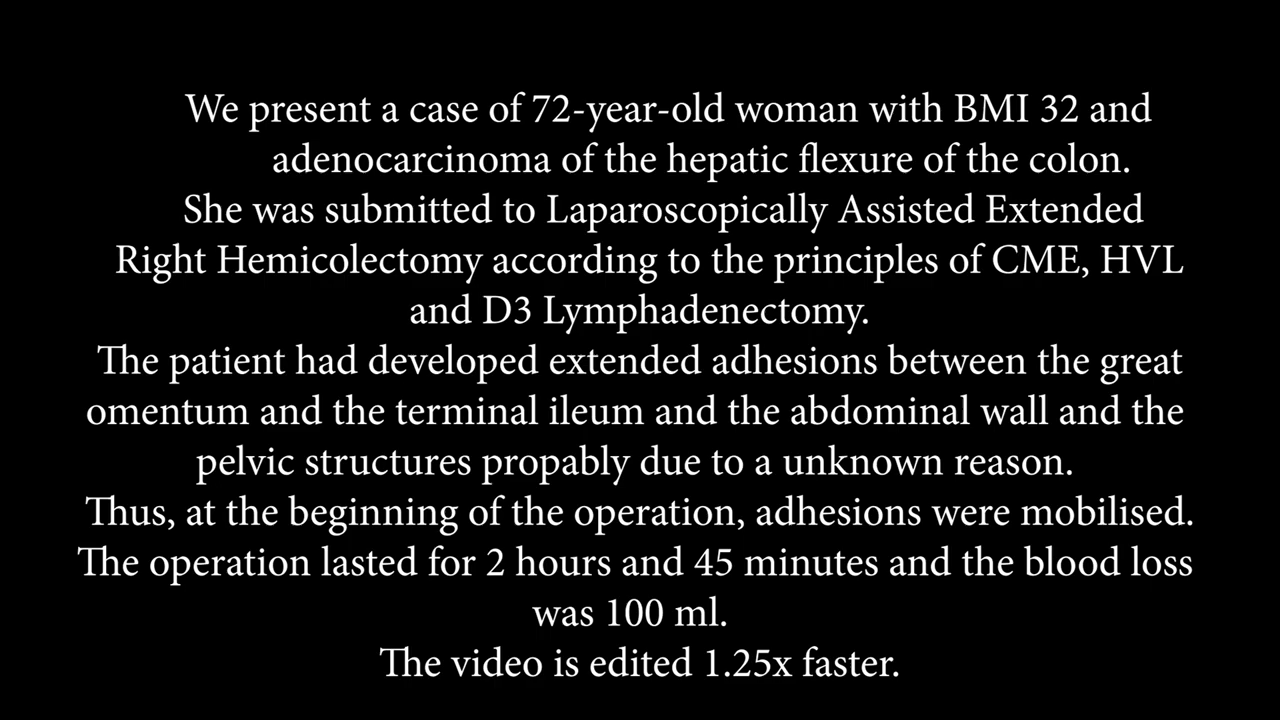 We present a case of 72-year-old woman with BMI 32 and
adenocarcinoma of the hepatic flexure of the colon.
She was submitted to Laparoscopically Assisted Extended
Right Hemicolectomy according to the principles of CME, HVL
and D3 Lymphadenectomy.
The patient had developed extended adhesions between the great
omentum and the terminal ileum and the abdominal wall and the
pelvic structures propably due to a unknown reason.
Thus, at the beginning of the operation, adhesions were mobilised.
The operation lasted for 2 hours and 45 minutes and the blood loss
was 100 ml.
The video is edited 1.25x faster.